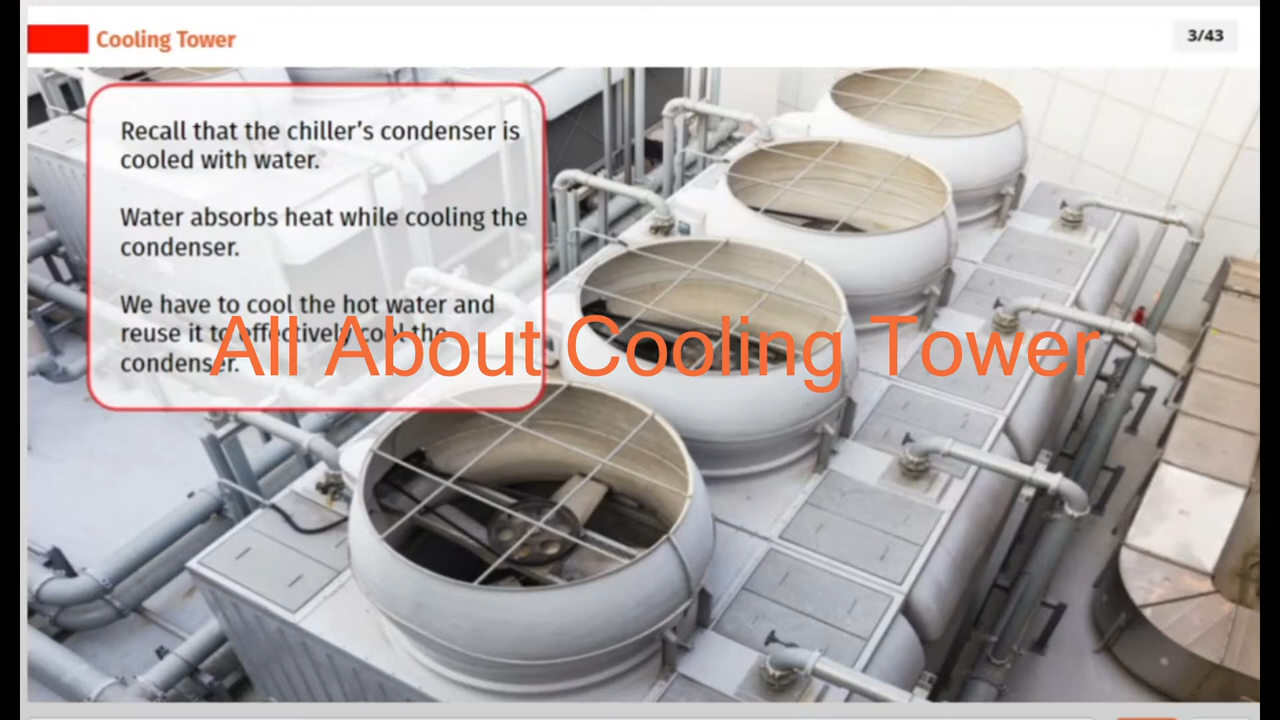 Cooling Tower
3/43
Recall that the chiller's condenser is
cooled with water.
Water absorbs heat while cooling the
condenser.
We have to cool the hot water and
reuse it to effectively cool the
condenser.
All About Cooling Tower